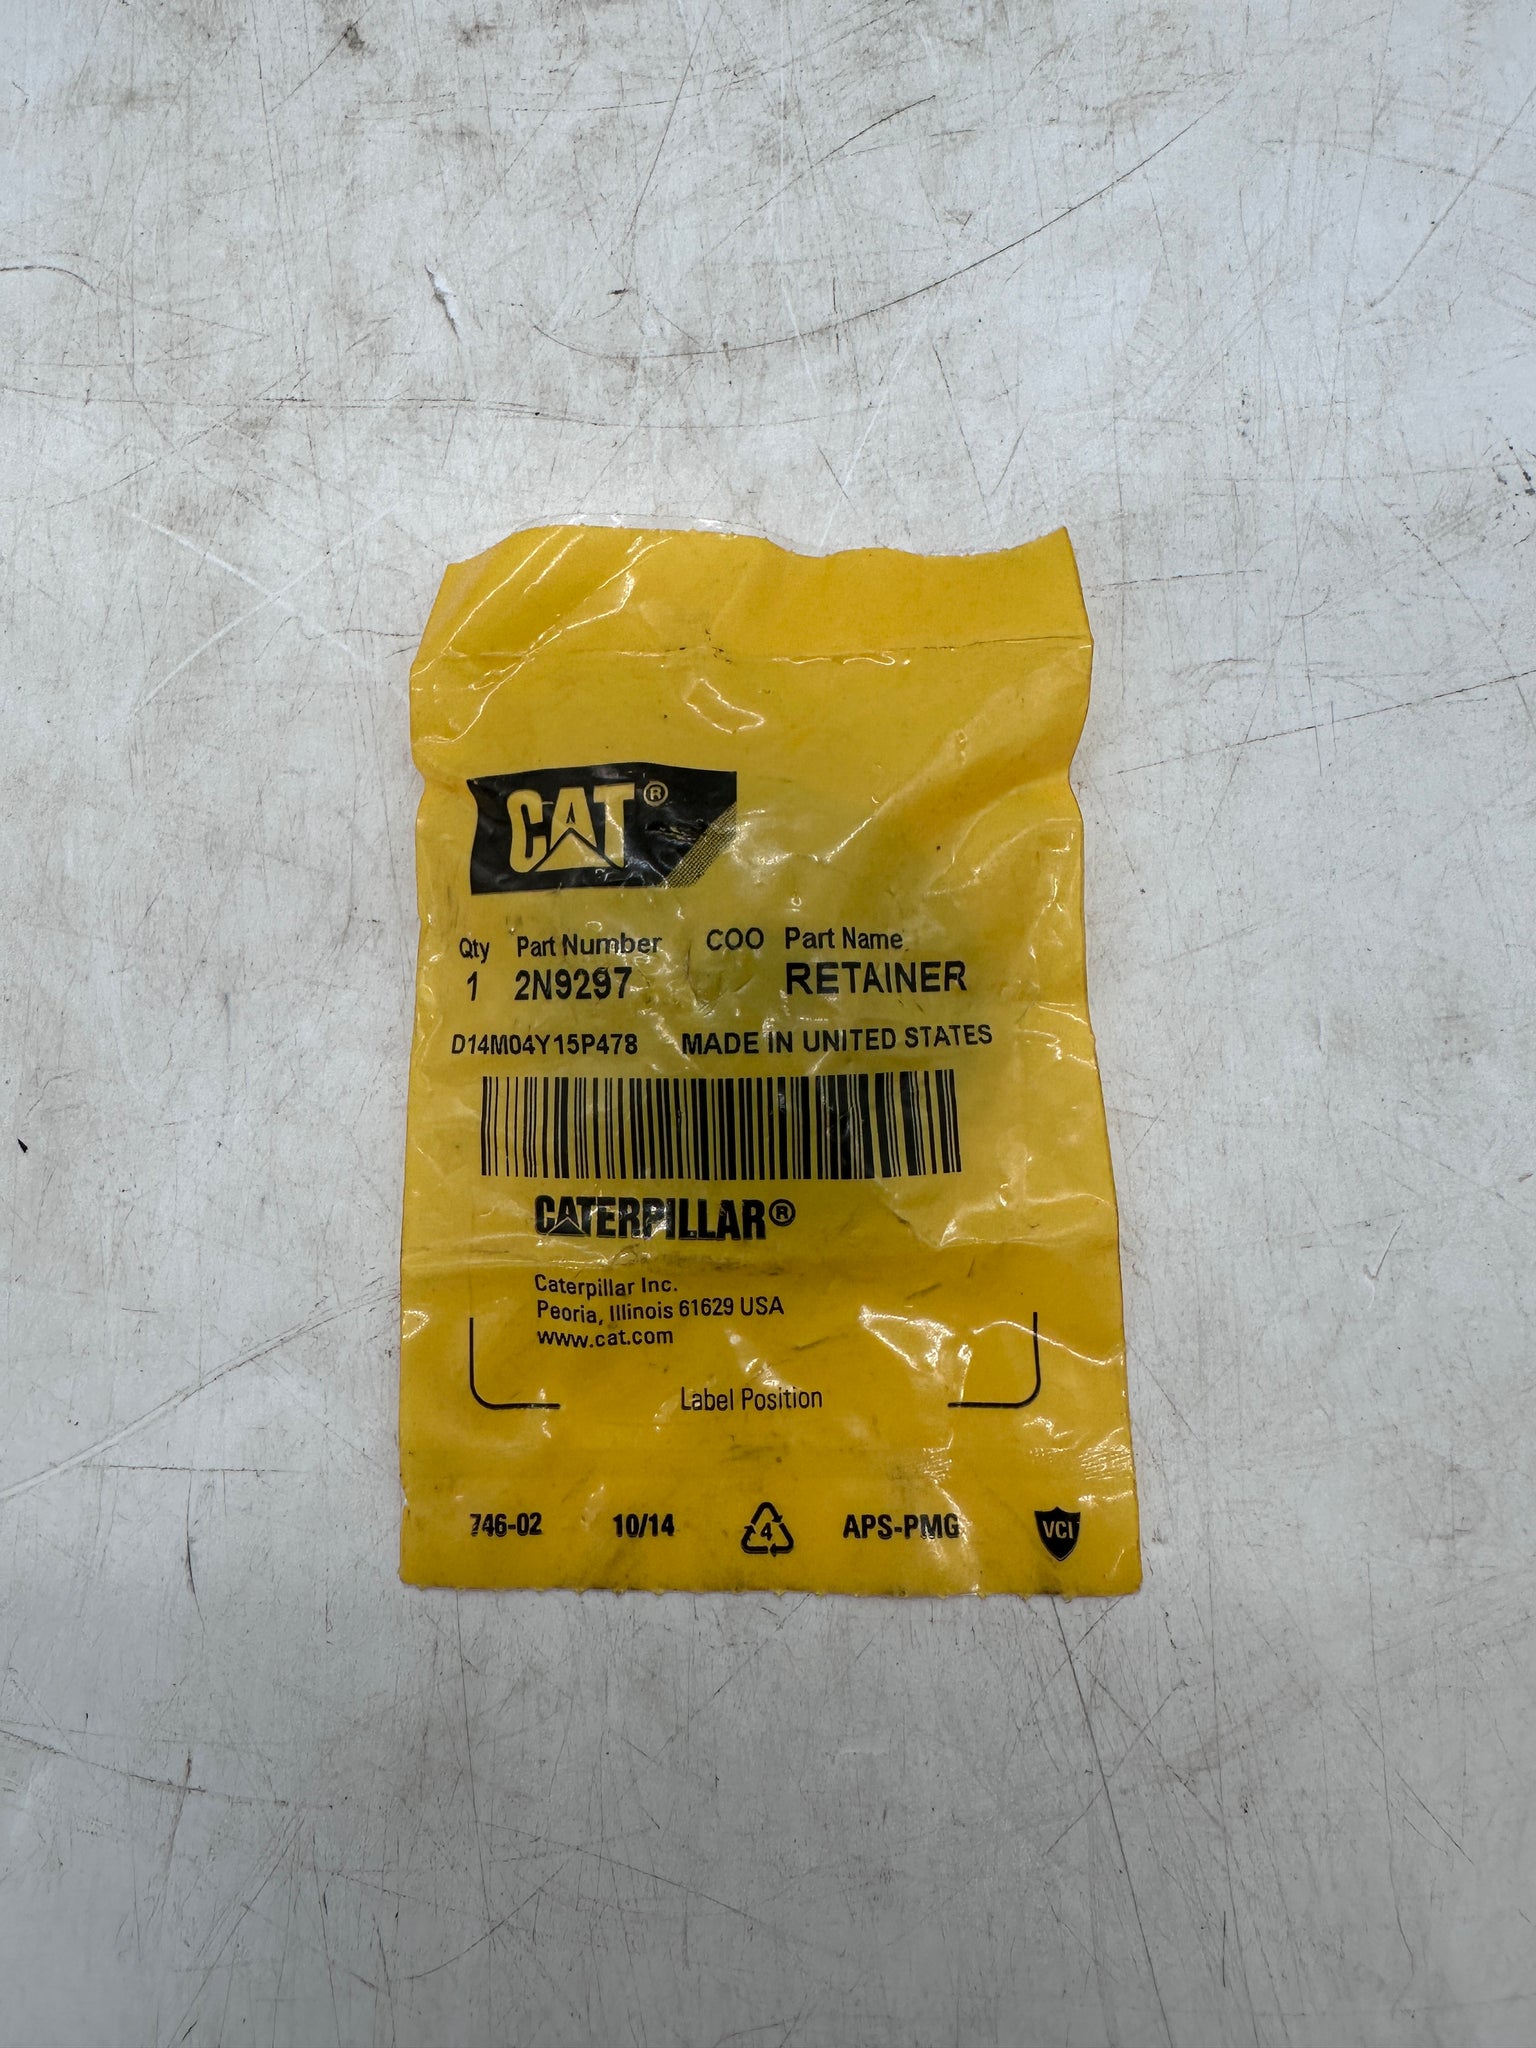 CAT®
Qty Part Number COO Part Name
1 2N9297 RETAINER
D14M04Y15P478 MADE IN UNITED STATES
CATERPILLAR®
Caterpillar Inc.
Peoria, Illinois 61629 USA
www.cat.com
Label Position
746-02 10/14 4 APS-PMG VCI